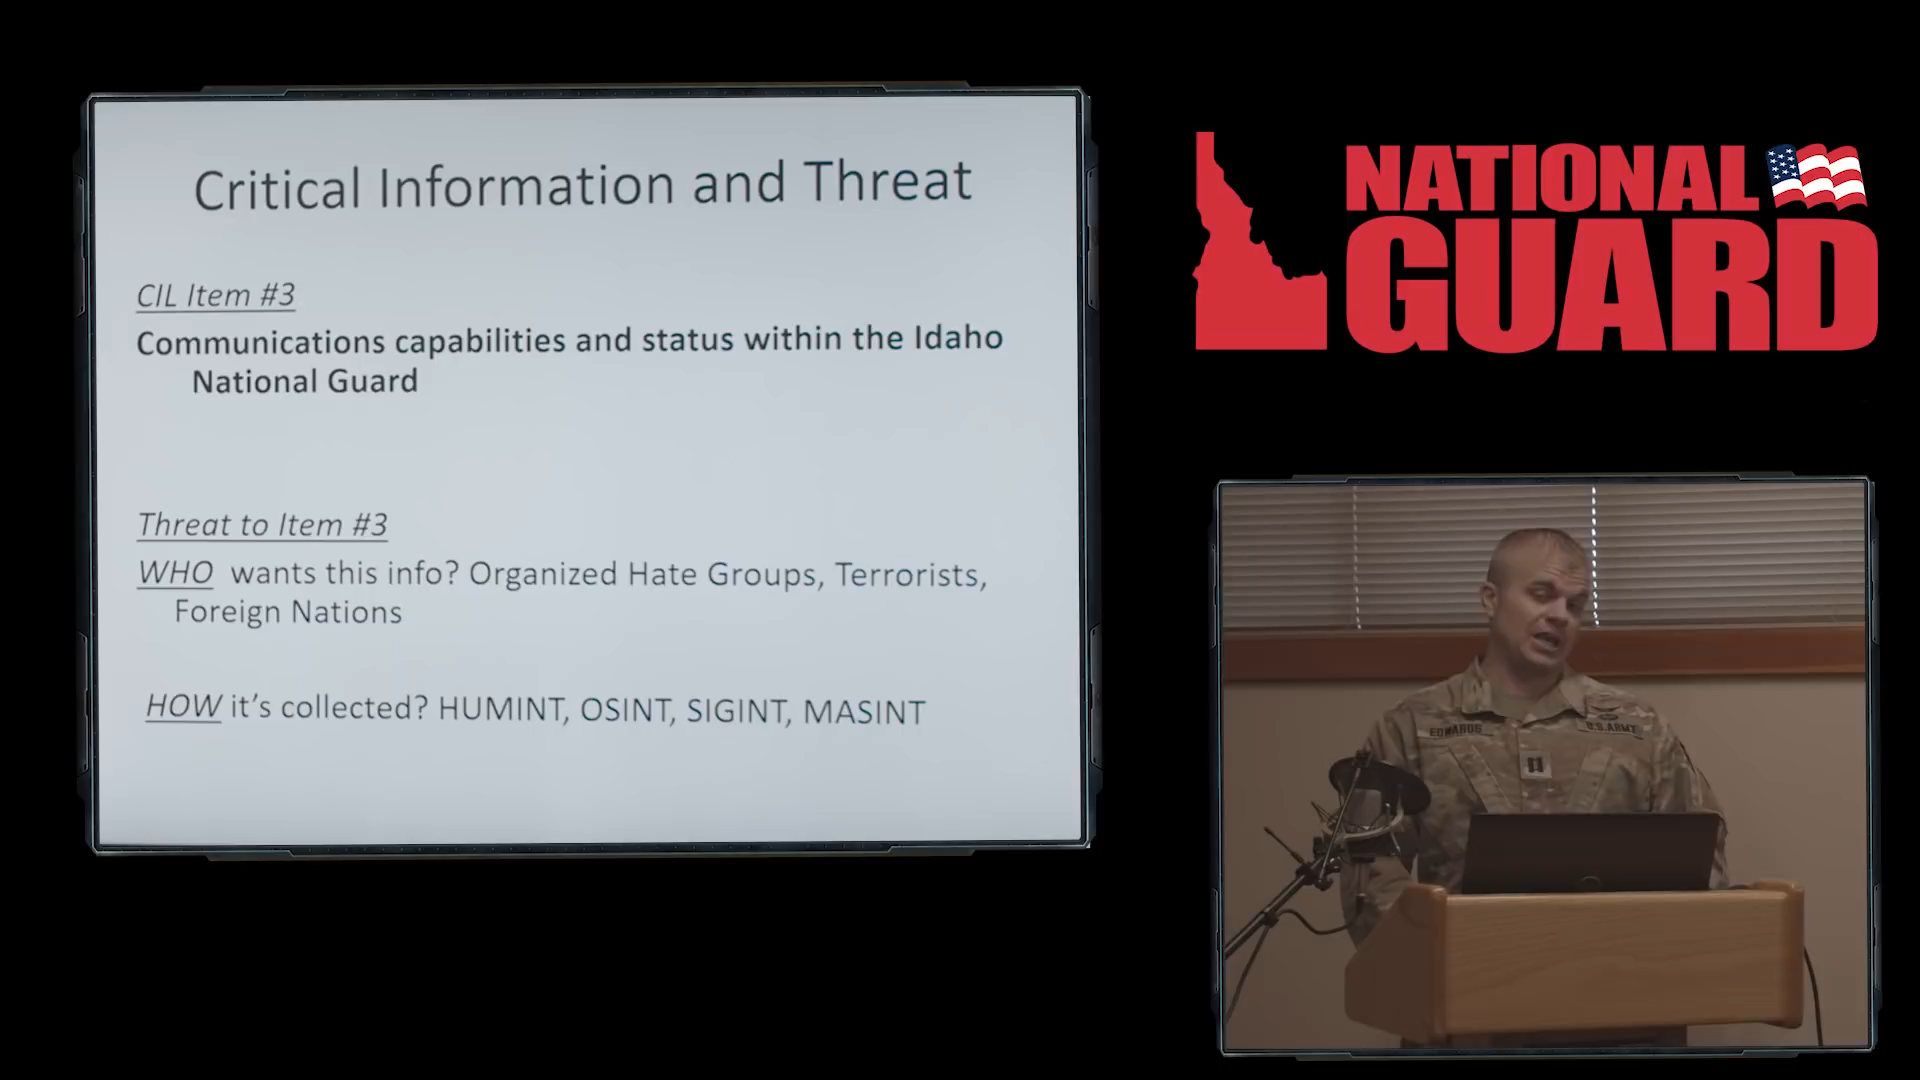 Critical Information and Threat
CIL Item #3
Communications capabilities and status within the Idaho
National Guard
Threat to Item #3
WHO wants this info? Organized Hate Groups, Terrorists,
Foreign Nations
HOW it's collected? HUMINT, OSINT, SIGINT, MASINT
NATIONAL
GUARD
EDWARDS
U.S.ARMY